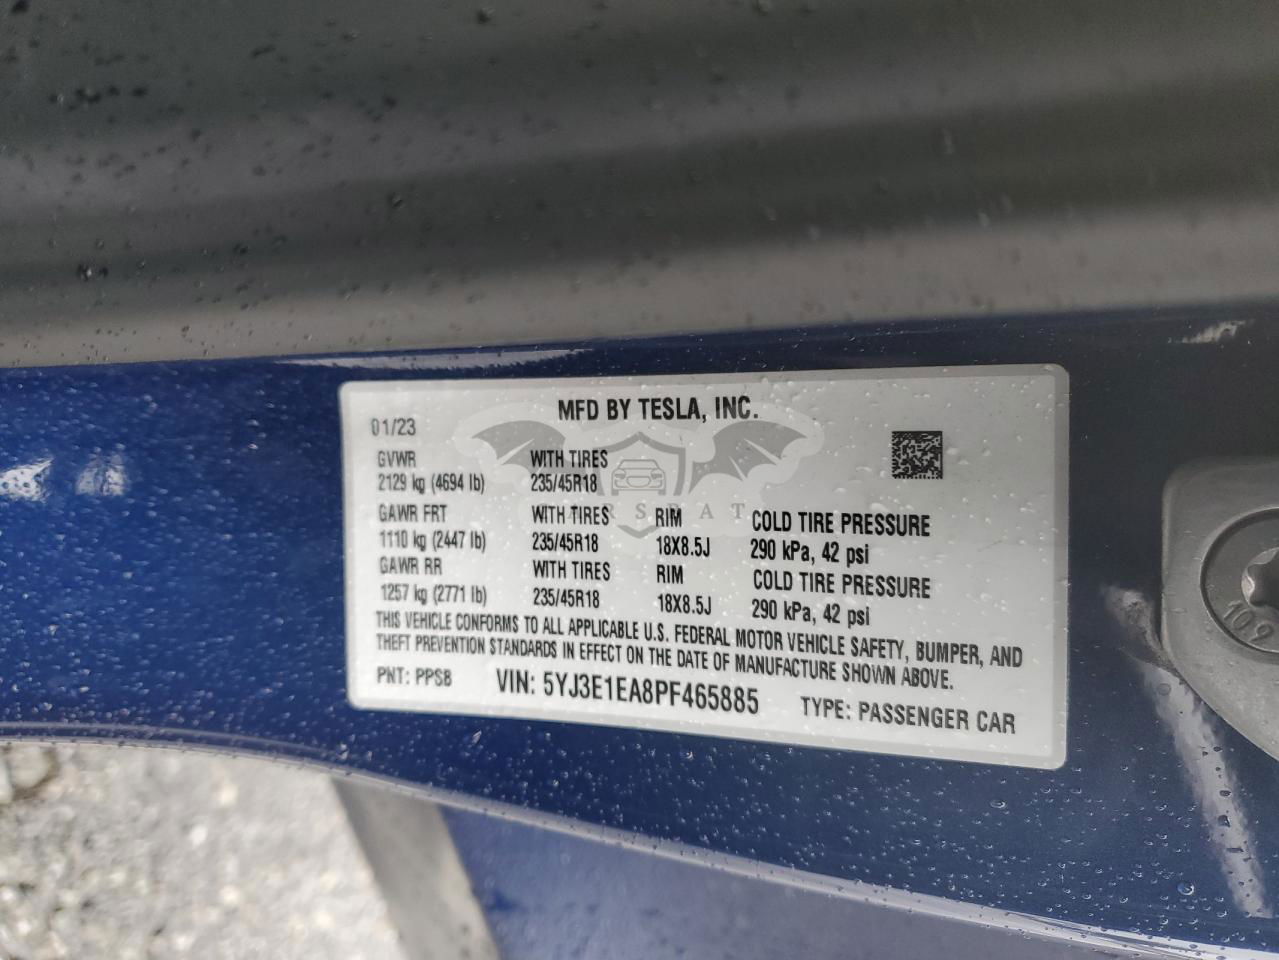 MFD BY TESLA, INC.
01/23
GVWR WITH TIRES
2129 kg (4694 lb) 235/45R18
GAWR FRT WITH TIRES RIM COLD TIRE PRESSURE
1110 kg (2447 lb) 235/45R18 18X8.5J 290 kPa, 42 psi
GAWR RR WITH TIRES RIM COLD TIRE PRESSURE
1257 kg (2771 lb) 235/45R18 18X8.5J 290 kPa, 42 psi
THIS VEHICLE CONFORMS TO ALL APPLICABLE U.S. FEDERAL MOTOR VEHICLE SAFETY, BUMPER, AND
THEFT PREVENTION STANDARDS IN EFFECT ON THE DATE OF MANUFACTURE SHOWN ABOVE.
PNT: PPSB VIN: 5YJ3E1EA8PF465885 TYPE: PASSENGER CAR
109